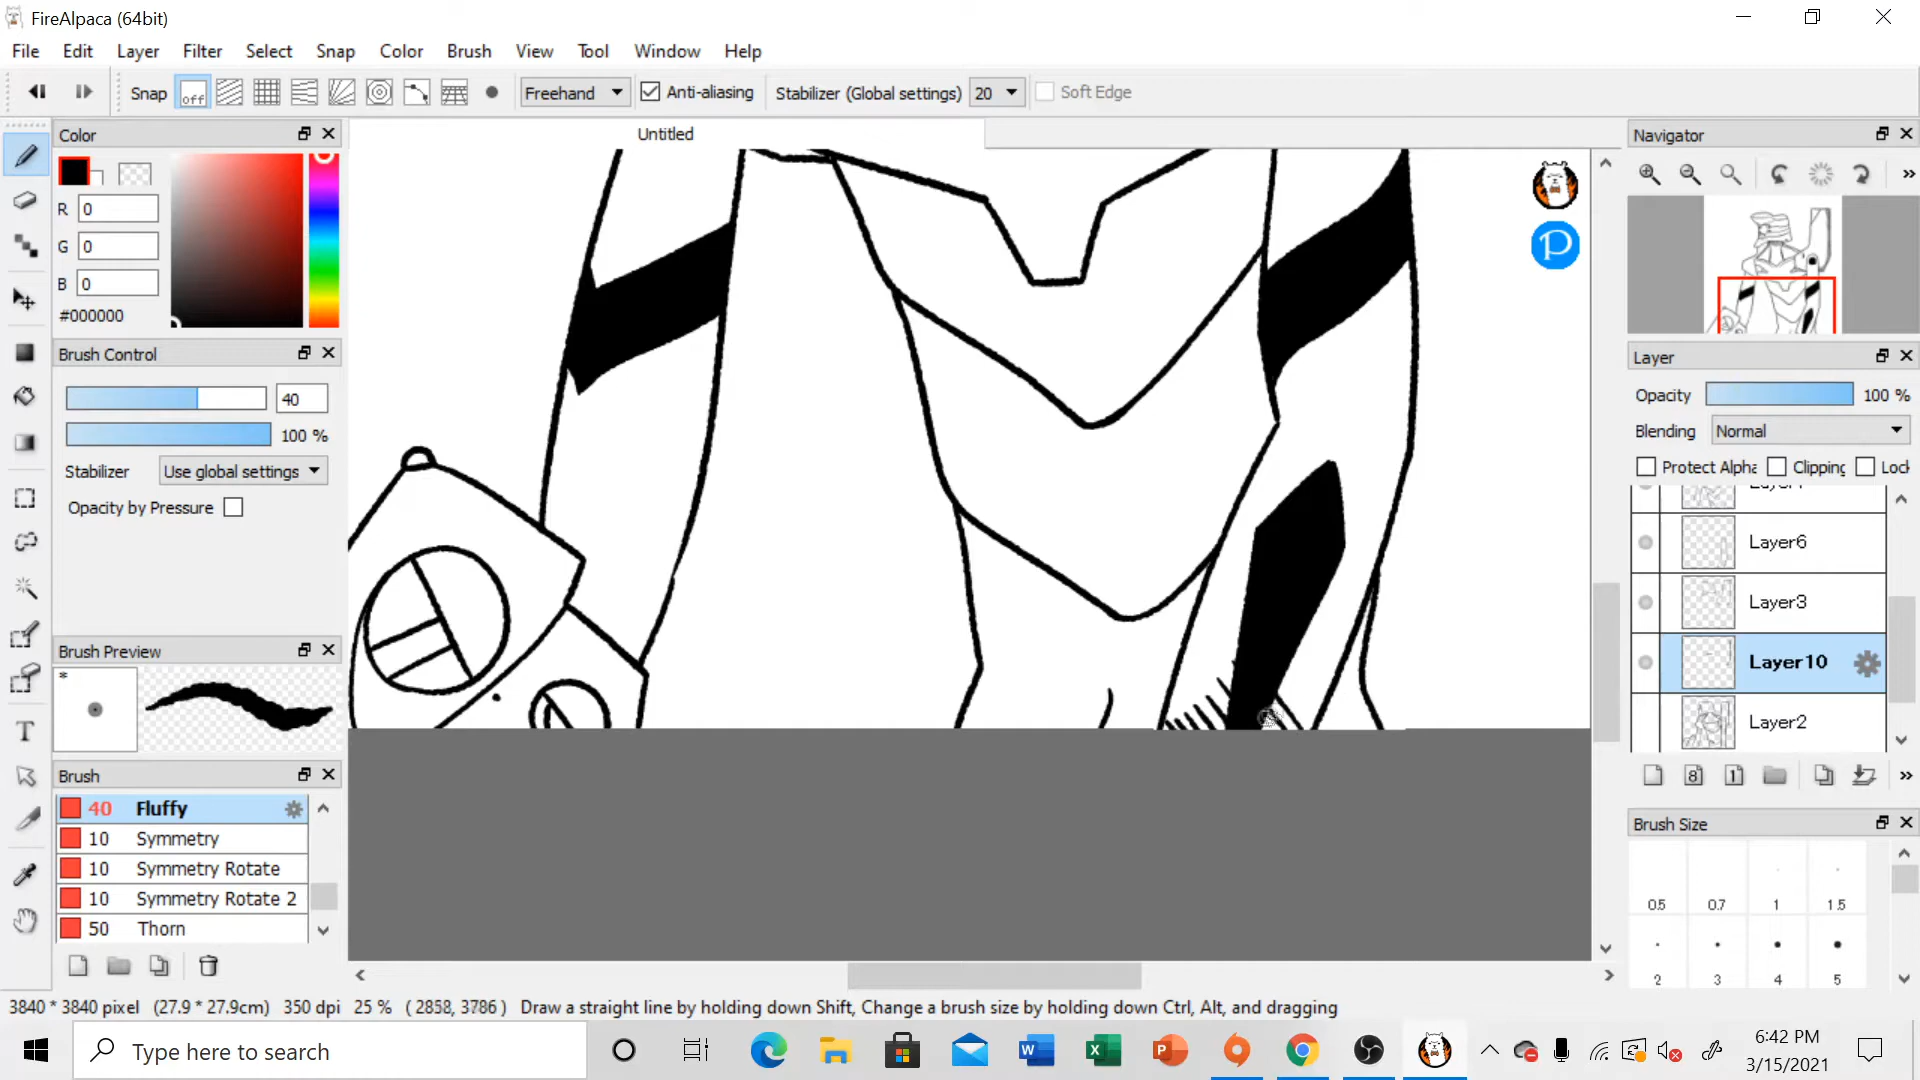 FireAlpaca (64bit)
File Edit Layer Filter Select Snap Color Brush View Tool Window Help
Snap off Freehand Anti-aliasing Stabilizer (Global settings) 20 Soft Edge
Color
Untitled
Navigator
R 0
G 0
B 0
#000000
Brush Control
40
100 %
Stabilizer Use global settings
Opacity by Pressure
Brush Preview
*
Brush
40 Fluffy
10 Symmetry
10 Symmetry Rotate
10 Symmetry Rotate 2
50 Thorn
T
P
Layer
Opacity 100 %
Blending Normal
Protect Alpha Clipping Lock
Layer6
Layer3
Layer10
Layer2
8 1
Brush Size
0.5 0.7 1 1.5
2 3 4 5
3840 * 3840 pixel (27.9 * 27.9cm) 350 dpi 25 % ( 2858, 3786 ) Draw a straight line by holding down Shift, Change a brush size by holding down Ctrl, Alt, and dragging
Type here to search
6:42 PM
3/15/2021